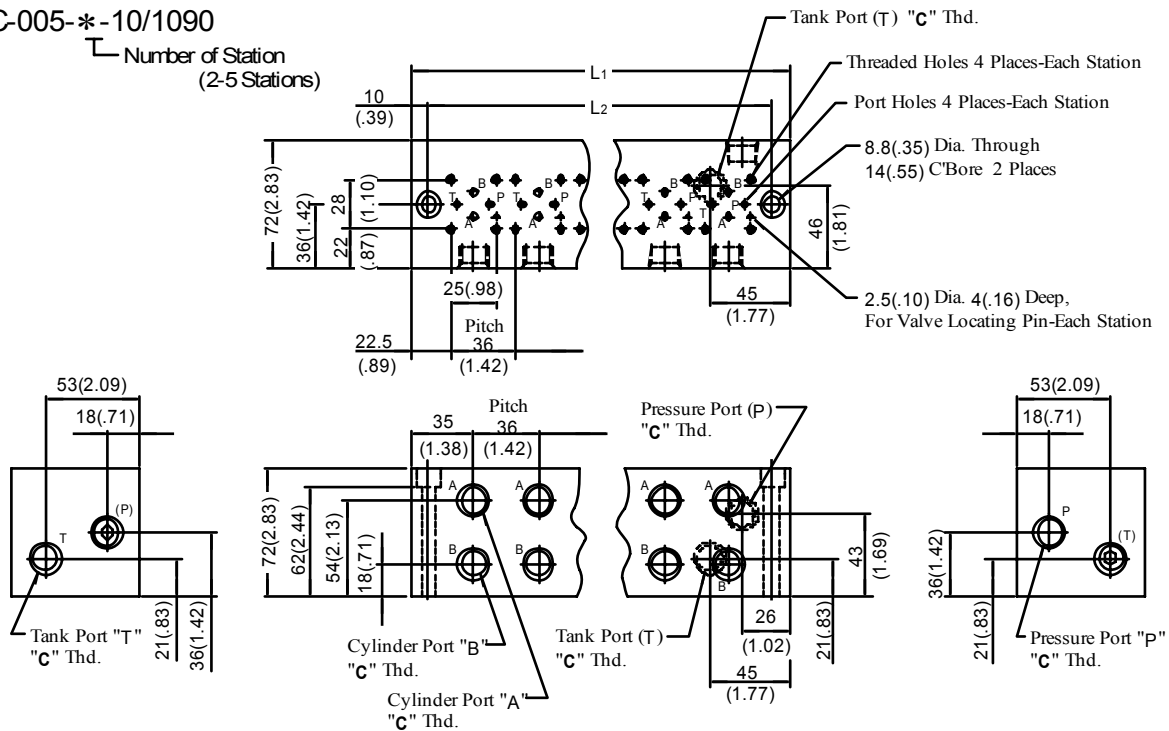 C-005-*-10/1090
Number of Station
(2-5 Stations)
Tank Port (T) "C" Thd.
L1
Threaded Holes 4 Places-Each Station
10
(.39)
L2
Port Holes 4 Places-Each Station
8.8(.35) Dia. Through
14(.55) C'Bore 2 Places
72(2.83)
36(1.42)
28
(1.10)
22
(.87)
T B P A T B P A
T B P A T B P A
46
(1.81)
25(.98)
45
(1.77)
2.5(.10) Dia. 4(.16) Deep,
For Valve Locating Pin-Each Station
22.5
(.89)
Pitch
36
(1.42)
53(2.09)
18(.71)
T
(P)
21(.83)
36(1.42)
Tank Port "T"
"C" Thd.
35
(1.38)
Pitch
36
(1.42)
Pressure Port (P)
"C" Thd.
72(2.83)
62(2.44)
54(2.13)
18(.71)
A A A A
B B B B
43
(1.69)
26
(1.02)
21(.83)
45
(1.77)
Cylinder Port "B"
"C" Thd.
Tank Port (T)
"C" Thd.
Cylinder Port "A"
"C" Thd.
53(2.09)
18(.71)
P
(T)
36(1.42)
21(.83)
21(.83)
Pressure Port "P"
"C" Thd.